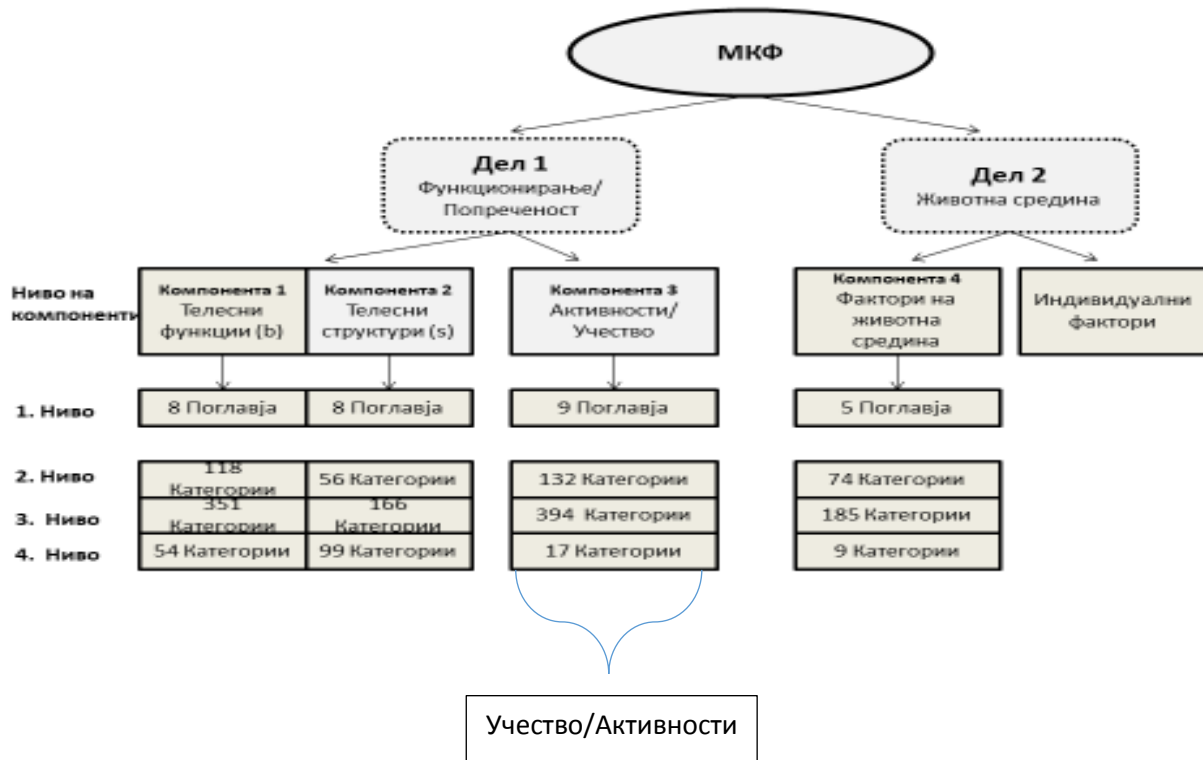 МКФ
Дел 1
Функционирање/
Попреченост
Дел 2
Животна средина
Ниво на
компоненти
Компонента 1
Телесни
функции (b)
Компонента 2
Телесни
структури (s)
Компонента 3
Активности/
Учество
Компонента 4
Фактори на
животна
средина
Индивидуални
фактори
1. Ниво
8 Поглавја
8 Поглавја
9 Поглавја
5 Поглавја
2. Ниво
118
Категории
56 Категории
132 Категории
74 Категории
3. Ниво
351
Категории
166
Категории
394 Категории
185 Категории
4. Ниво
54 Категории
99 Категории
17 Категории
9 Категории
Учество/Активности